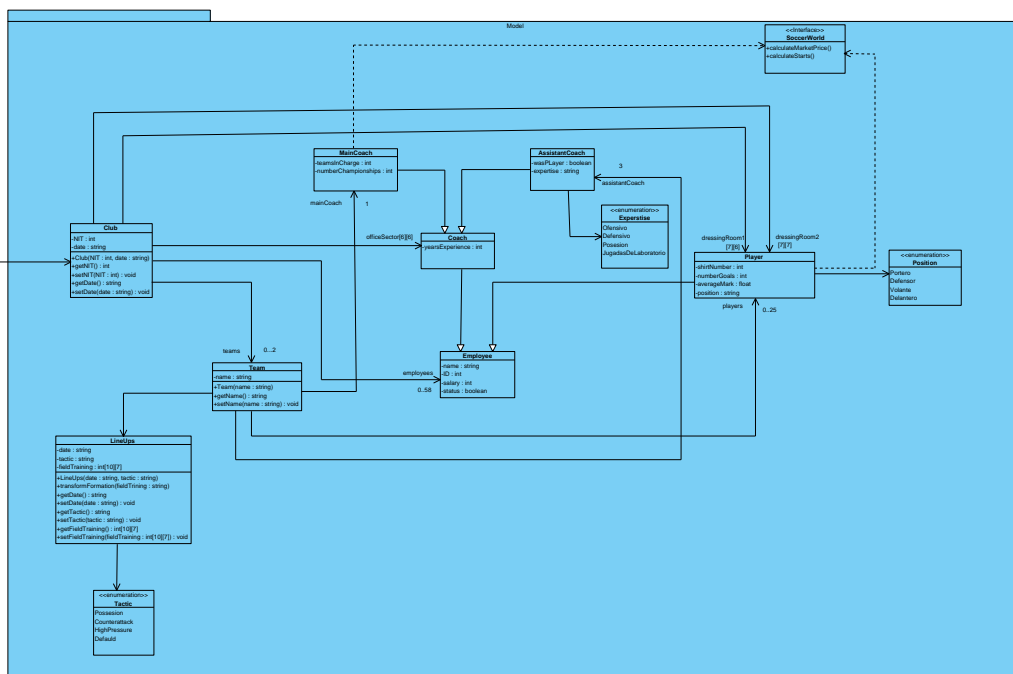 Model
<<Interface>>
SoccerWorld
+calculateMarketPrice()
+calculateStarts()
MainCoach
-teamsInCharge : int
-numberChampionships : int
mainCoach
1
AssistantCoach
-wasPLayer : boolean
-expertise : string
3
assistantCoach
<<enumeration>>
Experstise
Ofensivo
Defensivo
Posesion
JugadasDeLaboratorio
Club
-NIT : int
-date : string
+Club(NIT : int, date : string)
+getNIT() : int
+setNIT(NIT : int) : void
+getDate() : string
+setDate(date : string) : void
officeSector[6][6]
Coach
-yearsExperience : int
dressingRoom1
[7][6]
dressingRoom2
[7][7]
Player
-shirtNumber : int
-numberGoals : int
-averageMark : float
-position : string
players
0..25
<<enumeration>>
Position
Portero
Defensor
Volante
Delantero
teams
0...2
Team
-name : string
+Team(name : string)
+getName() : string
+setName(name : string) : void
employees
0..58
Employee
-name : string
-ID : int
-salary : int
-status : boolean
LineUps
-date : string
-tactic : string
-fieldTraining : int[10][7]
+LineUps(date : string, tactic : string)
+transformFormation(fieldTrining : string)
+getDate() : string
+setDate(date : string) : void
+getTactic() : string
+setTactic(tactic : string) : void
+getFieldTraining() : int[10][7]
+setFieldTraining(fieldTraining : int[10][7]) : void
<<enumeration>>
Tactic
Possesion
Counterattack
HighPressure
Defauld